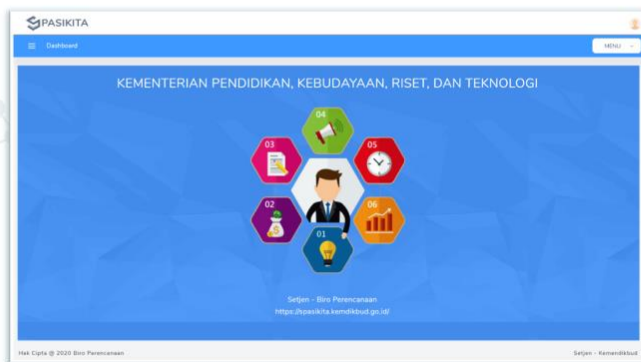 SPASIKITA
Dashboard
MENU
KEMENTERIAN PENDIDIKAN, KEBUDAYAAN, RISET, DAN TEKNOLOGI
04
03
05
02
06
01
Setjen - Biro Perencanaan
https://spasikita.kemdikbud.go.id/
Hak Cipta @ 2020 Biro Perencanaan
Setjen - Kemendikbud